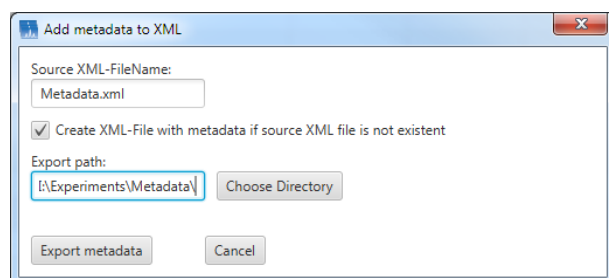 Add metadata to XML
Source XML-FileName:
Metadata.xml
Create XML-File with metadata if source XML file is not existent
Export path:
:\Experiments\Metadata\
Choose Directory
Export metadata
Cancel